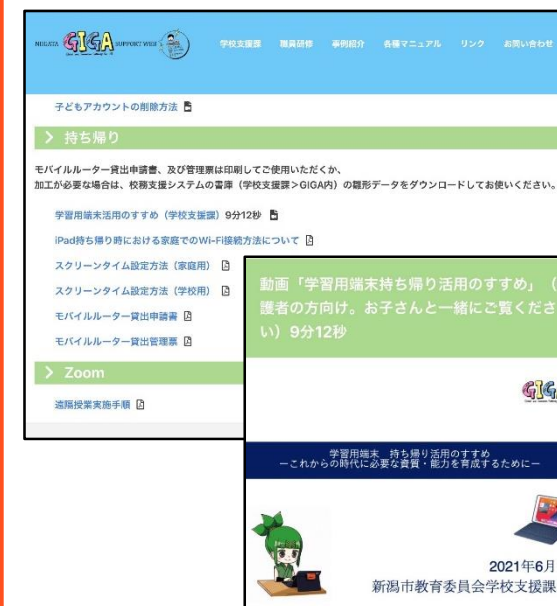 NIIGATA GIGA SUPPORT WEB
学校支援課 職員研修 事例紹介 各種マニュアル リンク お問い合わせ
子どもアカウントの削除方法
> 持ち帰り
モバイルルーター貸出申請書、及び管理票は印刷してご使用いただくか、
加工が必要な場合は、校務支援システムの書庫（学校支援課>GIGA内）の雛形データをダウンロードしてお使いください。
学習用端末活用のすすめ（学校支援課）9分12秒
iPad持ち帰り時における家庭でのWi-Fi接続方法について
スクリーンタイム設定方法（家庭用）
スクリーンタイム設定方法（学校用）
モバイルルーター貸出申請書
モバイルルーター貸出管理票
> Zoom
遠隔授業実施手順
動画「学習用端末持ち帰り活用のすすめ」（
護者の方向け。お子さんと一緒にご覧くださ
い）9分12秒
GIG
学習用端末 持ち帰り活用のすすめ
ーこれからの時代に必要な資質・能力を育成するためにー
2021年6月
新潟市教育委員会学校支援課